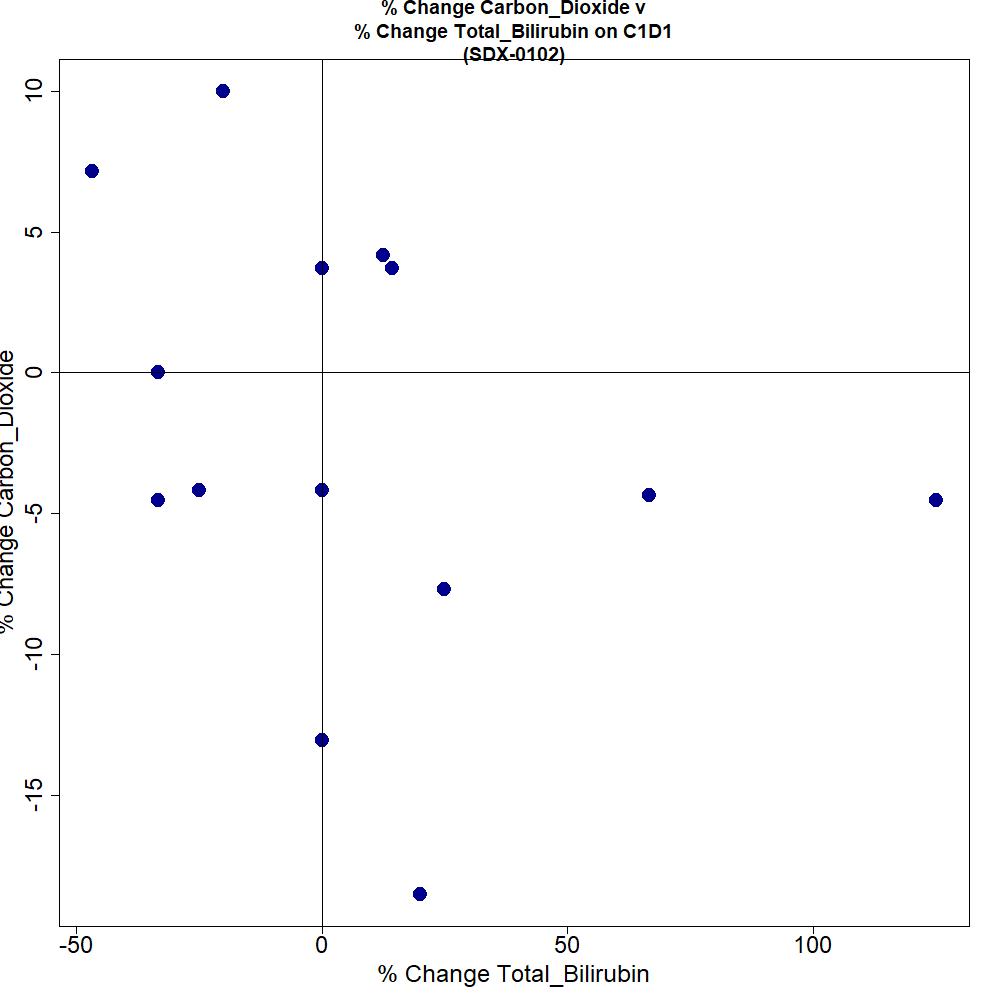 % Change Carbon_Dioxide v
% Change Total_Bilirubin on C1D1
(SDX-0102)
10
5
0
-5
-10
-15
% Change Carbon_Dioxide
-50
0
50
100
% Change Total_Bilirubin